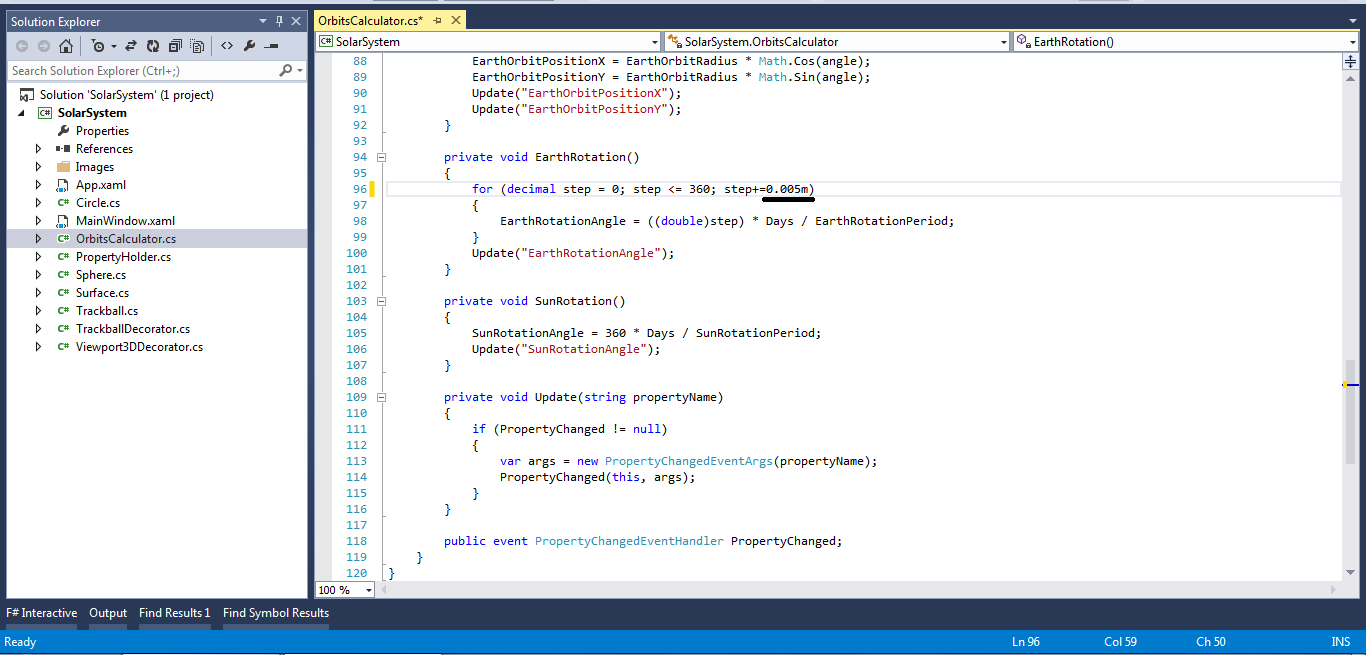 Solution Explorer
Search Solution Explorer (Ctrl+;)
Solution 'SolarSystem' (1 project)
C# SolarSystem
Properties
References
Images
App.xaml
C# Circle.cs
MainWindow.xaml
C# OrbitsCalculator.cs
C# PropertyHolder.cs
C# Sphere.cs
C# Surface.cs
C# Trackball.cs
C# TrackballDecorator.cs
C# Viewport3DDecorator.cs
OrbitsCalculator.cs*
C# SolarSystem
SolarSystem.OrbitsCalculator
EarthRotation()
88 EarthOrbitPositionX = EarthOrbitRadius * Math.Cos(angle);
89 EarthOrbitPositionY = EarthOrbitRadius * Math.Sin(angle);
90 Update("EarthOrbitPositionX");
91 Update("EarthOrbitPositionY");
92 }
93
94 private void EarthRotation()
95 {
96 for (decimal step = 0; step <= 360; step+=0.005m)
97 {
98 EarthRotationAngle = ((double)step) * Days / EarthRotationPeriod;
99 }
100 Update("EarthRotationAngle");
101 }
102
103 private void SunRotation()
104 {
105 SunRotationAngle = 360 * Days / SunRotationPeriod;
106 Update("SunRotationAngle");
107 }
108
109 private void Update(string propertyName)
110 {
111 if (PropertyChanged != null)
112 {
113 var args = new PropertyChangedEventArgs(propertyName);
114 PropertyChanged(this, args);
115 }
116 }
117
118 public event PropertyChangedEventHandler PropertyChanged;
119 }
120 }
100 %
F# Interactive Output Find Results 1 Find Symbol Results
Ready Ln 96 Col 59 Ch 50 INS